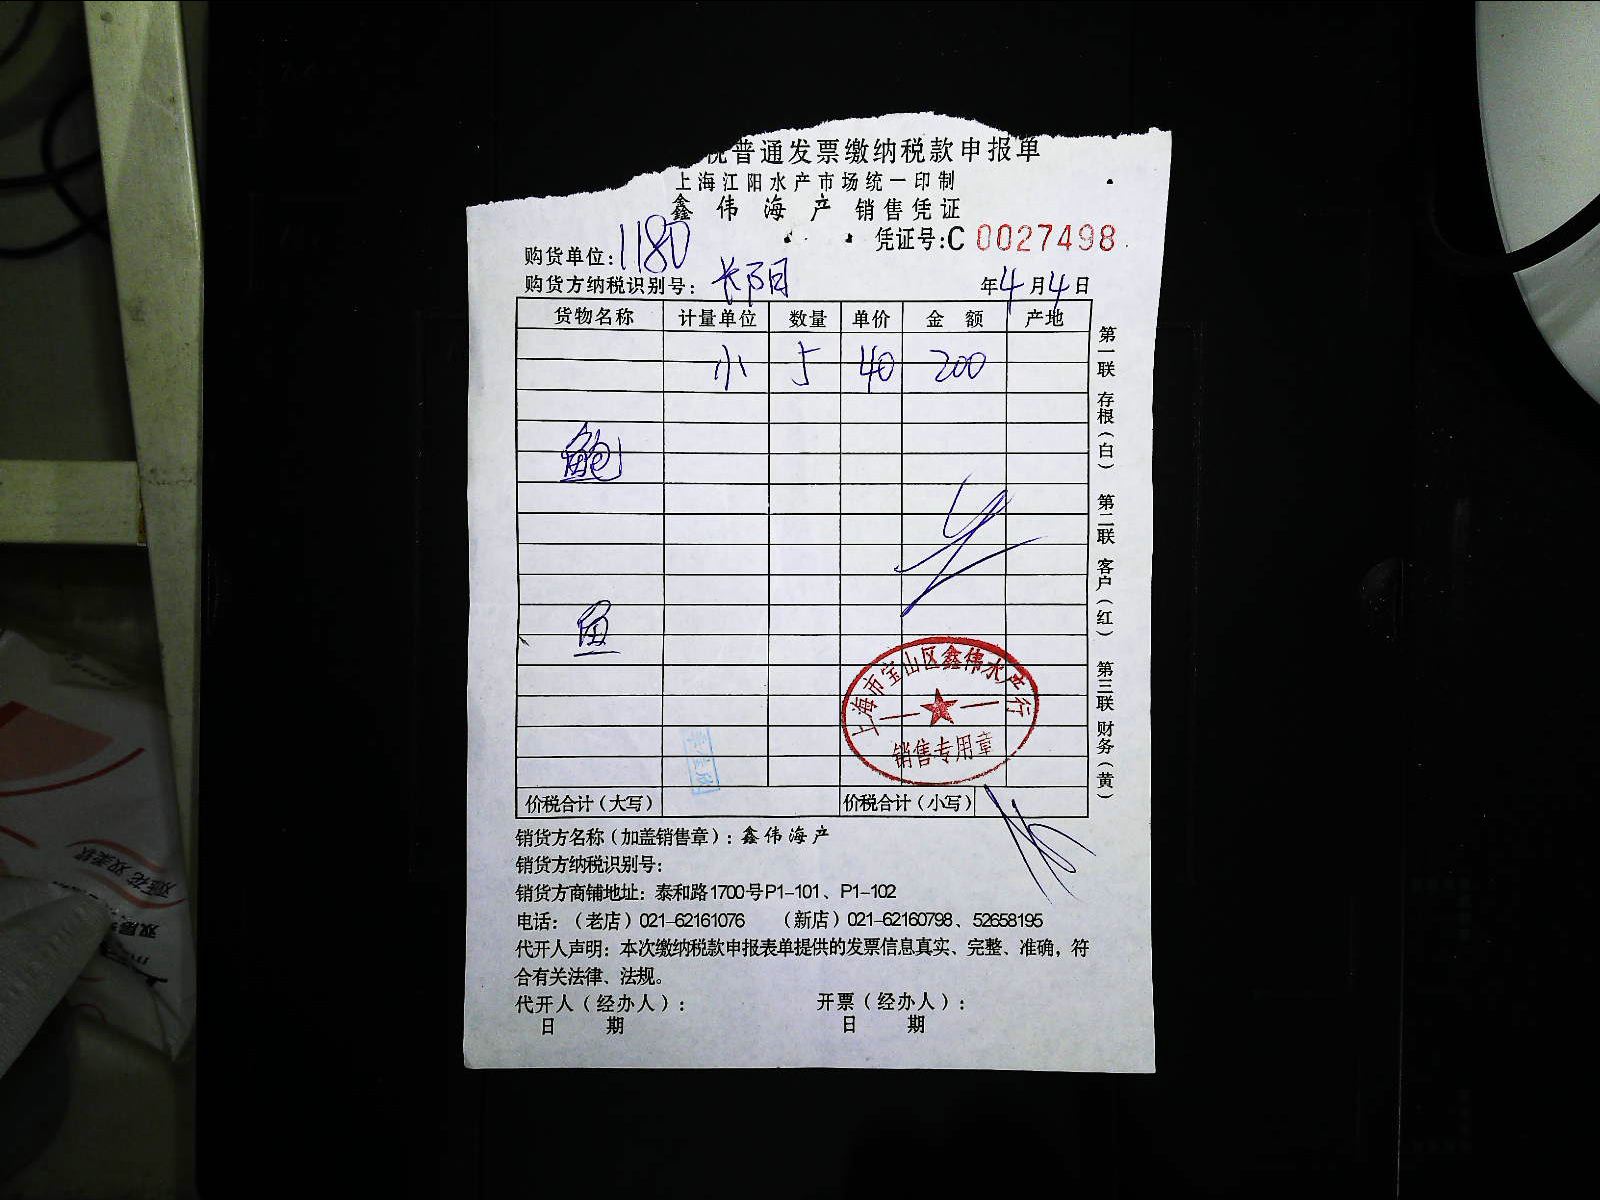 税普通发票缴纳税款申报单
上海江阳水产市场统一印制
鑫伟海产 销售凭证
凭证号:C 0027498
购货单位: 1180
购货方纳税识别号: 长阳
年4月4日
货物名称 计量单位 数量 单价 金额 产地
小 5 40 200
鲍
鱼
上海市宝山区鑫伟水产行
销售专用章
价税合计（大写） 价税合计（小写）
第一联 存根（白） 第二联 客户（红） 第三联 财务（黄）
销货方名称（加盖销售章）: 鑫伟海产
销货方纳税识别号:
销货方商铺地址: 泰和路1700号P1-101、P1-102
电话:（老店）021-62161076 （新店）021-62160798、52658195
代开人声明: 本次缴纳税款申报表单提供的发票信息真实、完整、准确，符
合有关法律、法规。
代开人（经办人）: 开票（经办人）:
日 期 日 期